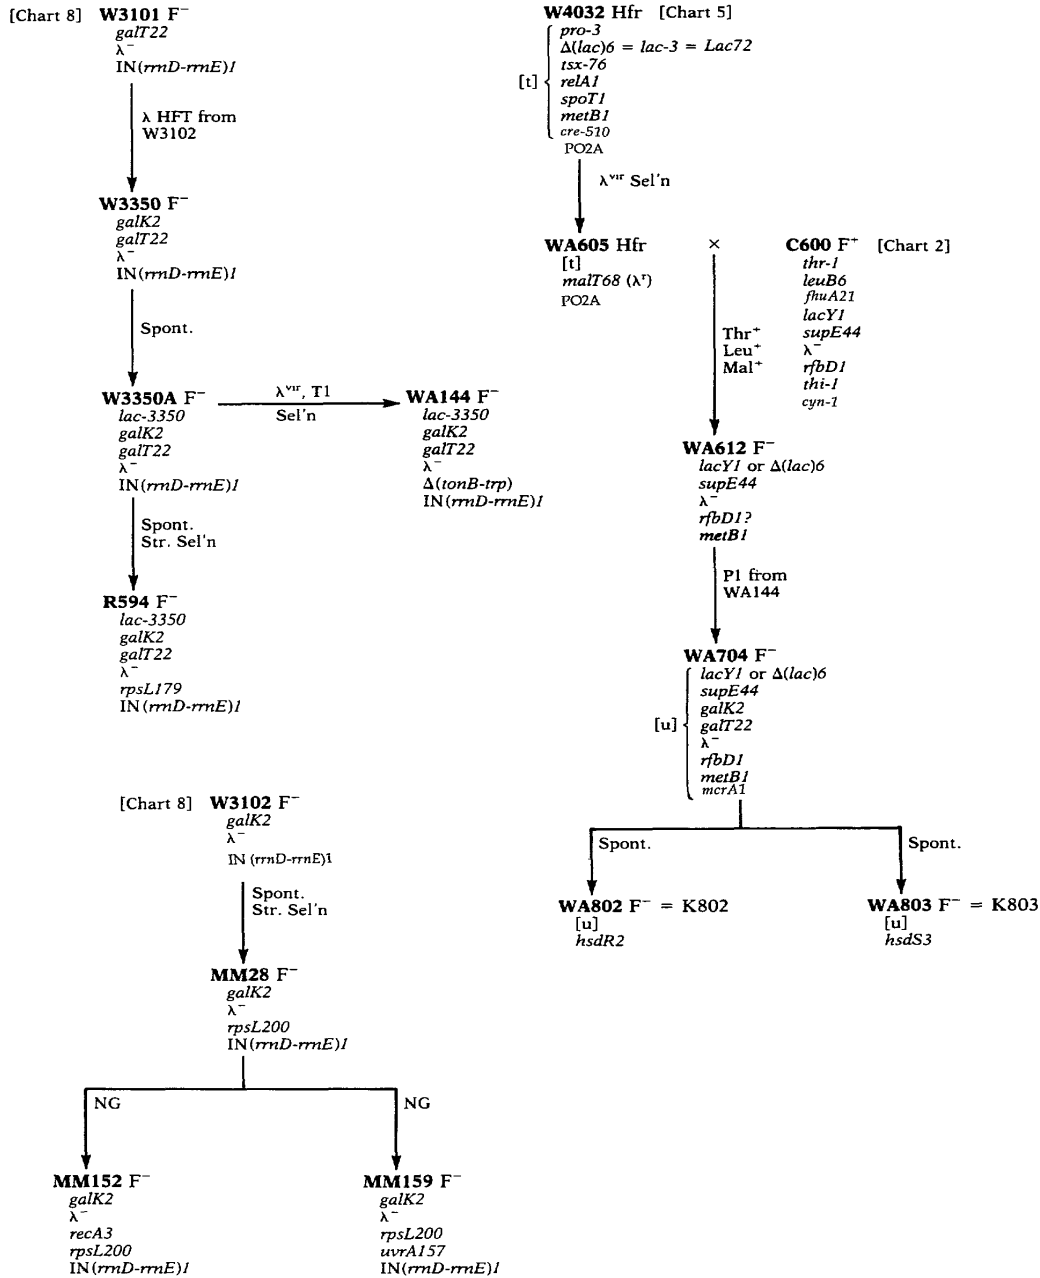 [Chart 8] W3101 F⁻
galT22
λ⁻
IN(rrnD-rrnE)1
λ HFT from
W3102
W3350 F⁻
galK2
galT22
λ⁻
IN(rrnD-rrnE)1
Spont.
W3350A F⁻
lac-3350
galK2
galT22
λ⁻
IN(rrnD-rrnE)1
λᵛⁱʳ, T1
Sel'n
WA144 F⁻
lac-3350
galK2
galT22
λ⁻
Δ(tonB-trp)
IN(rrnD-rrnE)1
Spont.
Str. Sel'n
R594 F⁻
lac-3350
galK2
galT22
λ⁻
rpsL179
IN(rrnD-rrnE)1
[Chart 8] W3102 F⁻
galK2
λ⁻
IN(rrnD-rrnE)1
Spont.
Str. Sel'n
MM28 F⁻
galK2
λ⁻
rpsL200
IN(rrnD-rrnE)1
NG
NG
MM152 F⁻
galK2
λ⁻
recA3
rpsL200
IN(rrnD-rrnE)1
MM159 F⁻
galK2
λ⁻
rpsL200
uvrA157
IN(rrnD-rrnE)1
W4032 Hfr [Chart 5]
[t]
pro-3
Δ(lac)6 = lac-3 = Lac72
tsx-76
relA1
spoT1
metB1
cre-510
PO2A
λᵛⁱʳ Sel'n
WA605 Hfr × C600 F⁺ [Chart 2]
[t]
malT68 (λʳ)
PO2A
thr-1
leuB6
fhuA21
lacY1
supE44
λ⁻
rfbD1
thi-1
cyn-1
Thr⁺
Leu⁺
Mal⁺
WA612 F⁻
lacY1 or Δ(lac)6
supE44
λ⁻
rfbD1?
metB1
P1 from
WA144
WA704 F⁻
[u]
lacY1 or Δ(lac)6
supE44
galK2
galT22
λ⁻
rfbD1
metB1
mcrA1
Spont.
Spont.
WA802 F⁻ = K802
[u]
hsdR2
WA803 F⁻ = K803
[u]
hsdS3